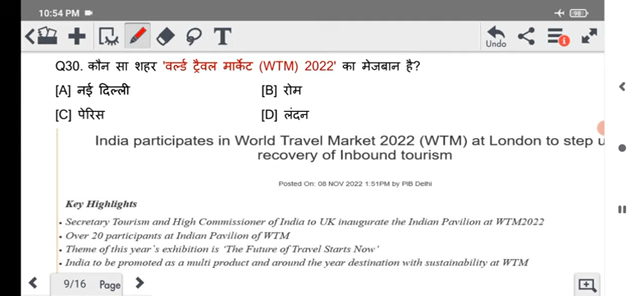 10:54 PM
98
Undo
Q30. कौन सा शहर 'वर्ल्ड ट्रैवल मार्केट (WTM) 2022' का मेजबान है?
[A] नई दिल्ली [B] रोम
[C] पेरिस [D] लंदन
India participates in World Travel Market 2022 (WTM) at London to step u
recovery of Inbound tourism
Posted On: 08 NOV 2022 1:51PM by PIB Delhi
Key Highlights
• Secretary Tourism and High Commissioner of India to UK inaugurate the Indian Pavilion at WTM2022
• Over 20 participants at Indian Pavilion of WTM
• Theme of this year`s exhibition is 'The Future of Travel Starts Now'
• India to be promoted as a multi product and around the year destination with sustainability at WTM
9/16 Page